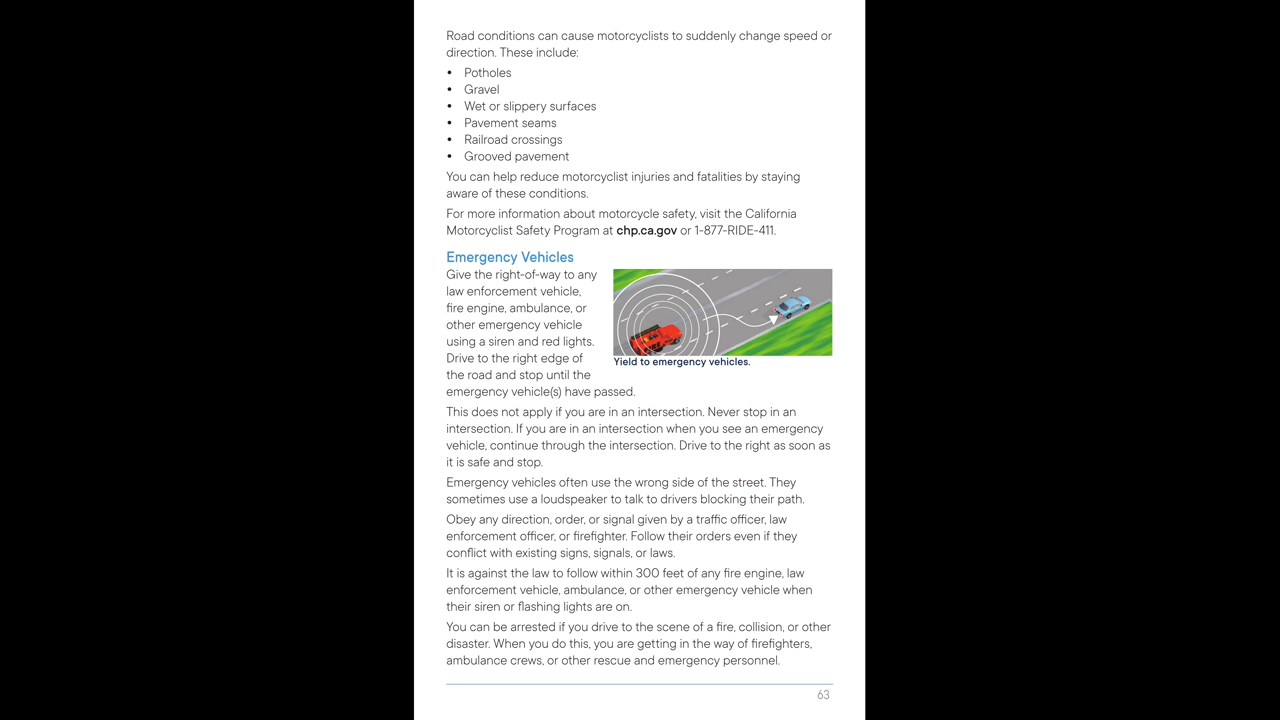 Road conditions can cause motorcyclists to suddenly change speed or
direction. These include:
• Potholes
• Gravel
• Wet or slippery surfaces
• Pavement seams
• Railroad crossings
• Grooved pavement
You can help reduce motorcyclist injuries and fatalities by staying
aware of these conditions.
For more information about motorcycle safety, visit the California
Motorcyclist Safety Program at chp.ca.gov or 1-877-RIDE-411.
Emergency Vehicles
Give the right-of-way to any
law enforcement vehicle,
fire engine, ambulance, or
other emergency vehicle
using a siren and red lights.
Drive to the right edge of
the road and stop until the
emergency vehicle(s) have passed.
Yield to emergency vehicles.
This does not apply if you are in an intersection. Never stop in an
intersection. If you are in an intersection when you see an emergency
vehicle, continue through the intersection. Drive to the right as soon as
it is safe and stop.
Emergency vehicles often use the wrong side of the street. They
sometimes use a loudspeaker to talk to drivers blocking their path.
Obey any direction, order, or signal given by a traffic officer, law
enforcement officer, or firefighter. Follow their orders even if they
conflict with existing signs, signals, or laws.
It is against the law to follow within 300 feet of any fire engine, law
enforcement vehicle, ambulance, or other emergency vehicle when
their siren or flashing lights are on.
You can be arrested if you drive to the scene of a fire, collision, or other
disaster. When you do this, you are getting in the way of firefighters,
ambulance crews, or other rescue and emergency personnel.
63